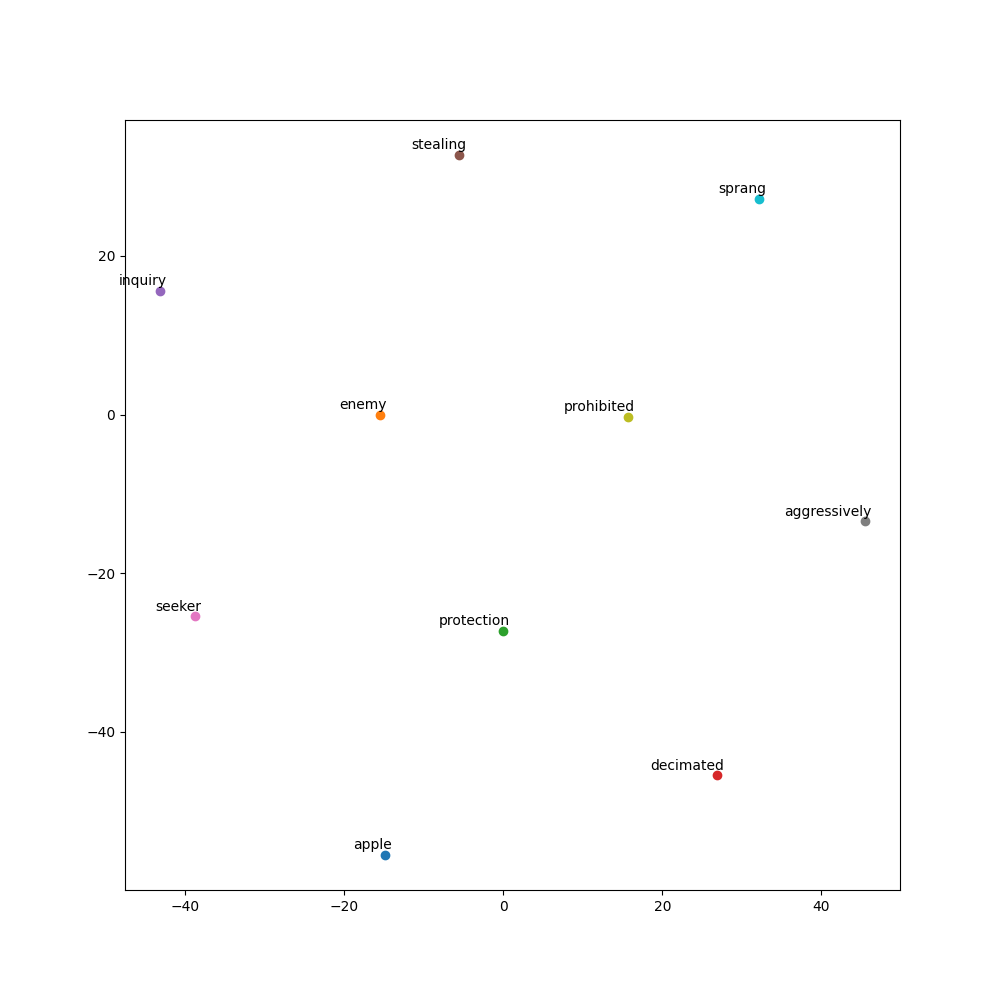 stealing
sprang
20
inquiry
enemy
prohibited
0
aggressively
−20
seeker
protection
−40
decimated
apple
−40 −20 0 20 40